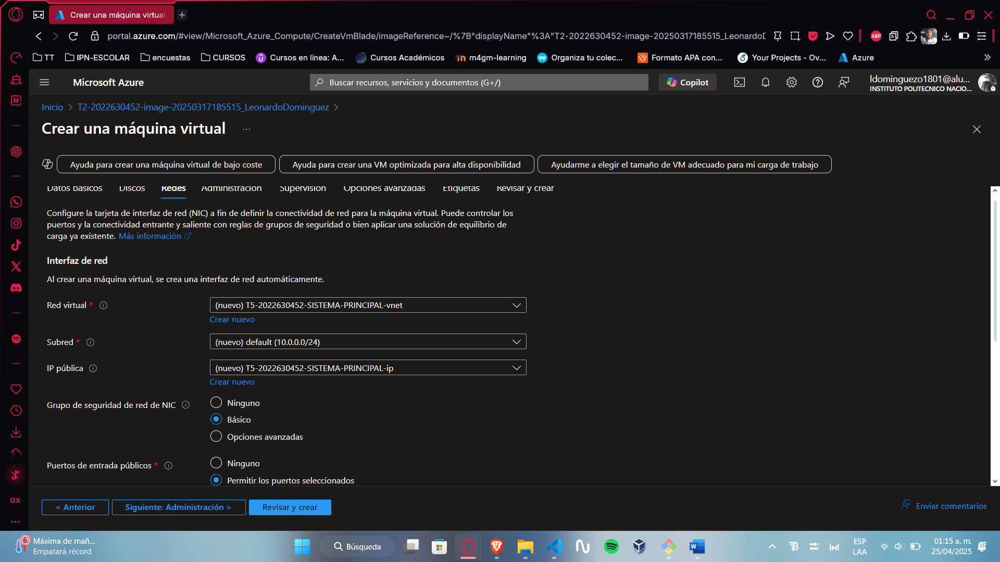 Crear una máquina virtual
portal.azure.com/#view/Microsoft_Azure_Compute/CreateVmBlade/imageReference~/%7B"displayName"%3A"T2-2022630452-image-20250317185515_LeonardoD
ABP
TT
IPN-ESCOLAR
encuestas
CURSOS
Cursos en línea: A...
Cursos Académicos
m4gm-learning
Organiza tu colec...
Formato APA con...
Your Projects - Ov...
Azure
Microsoft Azure
Buscar recursos, servicios y documentos (G+/)
Copilot
ldominguezo1801@alu...
INSTITUTO POLITECNICO NACIO...
Inicio > T2-2022630452-image-20250317185515_LeonardoDominguez >
Crear una máquina virtual ...
Ayuda para crear una máquina virtual de bajo coste
Ayuda para crear una VM optimizada para alta disponibilidad
Ayudarme a elegir el tamaño de VM adecuado para mi carga de trabajo
Datos básicos
Discos
Redes
Administración
Supervisión
Opciones avanzadas
Etiquetas
Revisar y crear
Configure la tarjeta de interfaz de red (NIC) a fin de definir la conectividad de red para la máquina virtual. Puede controlar los
puertos y la conectividad entrante y saliente con reglas de grupos de seguridad o bien aplicar una solución de equilibrio de
carga ya existente. Más información
Interfaz de red
Al crear una máquina virtual, se crea una interfaz de red automáticamente.
Red virtual *
(nuevo) T5-2022630452-SISTEMA-PRINCIPAL-vnet
Crear nuevo
Subred *
(nuevo) default (10.0.0.0/24)
IP pública
(nuevo) T5-2022630452-SISTEMA-PRINCIPAL-ip
Crear nuevo
Grupo de seguridad de red de NIC
Ninguno
Básico
Opciones avanzadas
Puertos de entrada públicos *
Ninguno
Permitir los puertos seleccionados
GX
< Anterior
Siguiente: Administración >
Revisar y crear
Enviar comentarios
6
Máxima de mañ...
Empatará récord
Búsqueda
ESP
LAA
01:15 a. m.
25/04/2025